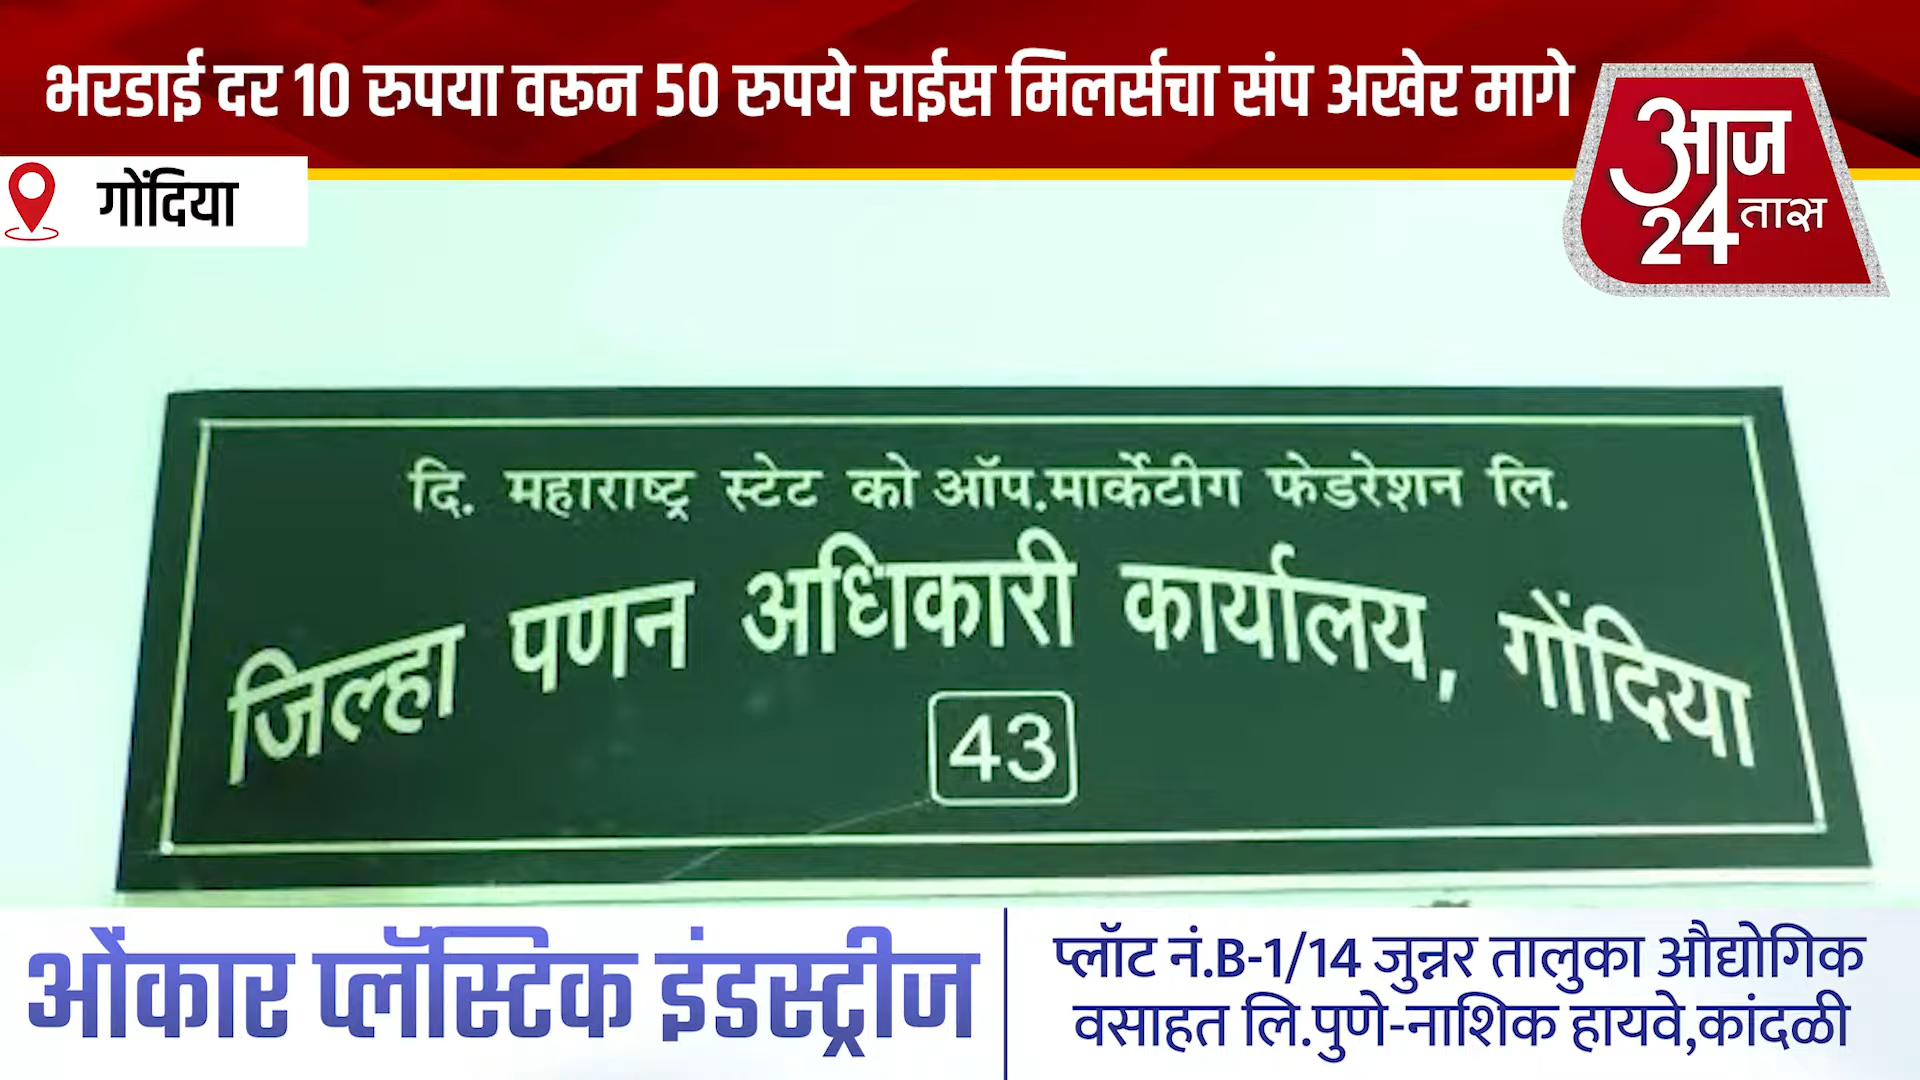 भरडाई दर 10 रुपया वरून 50 रुपये राईस मिलर्सचा संप अखेर मागे
आज
24 तास
गोंदिया
दि. महाराष्ट्र स्टेट को ऑप.मार्केटीग फेडरेशन लि.
जिल्हा पणन अधिकारी कार्यालय, गोंदिया
43
ओंकार प्लॅस्टिक इंडस्ट्रीज
प्लॉट नं.B-1/14 जुन्नर तालुका औद्योगिक
वसाहत लि.पुणे-नाशिक हायवे,कांदळी